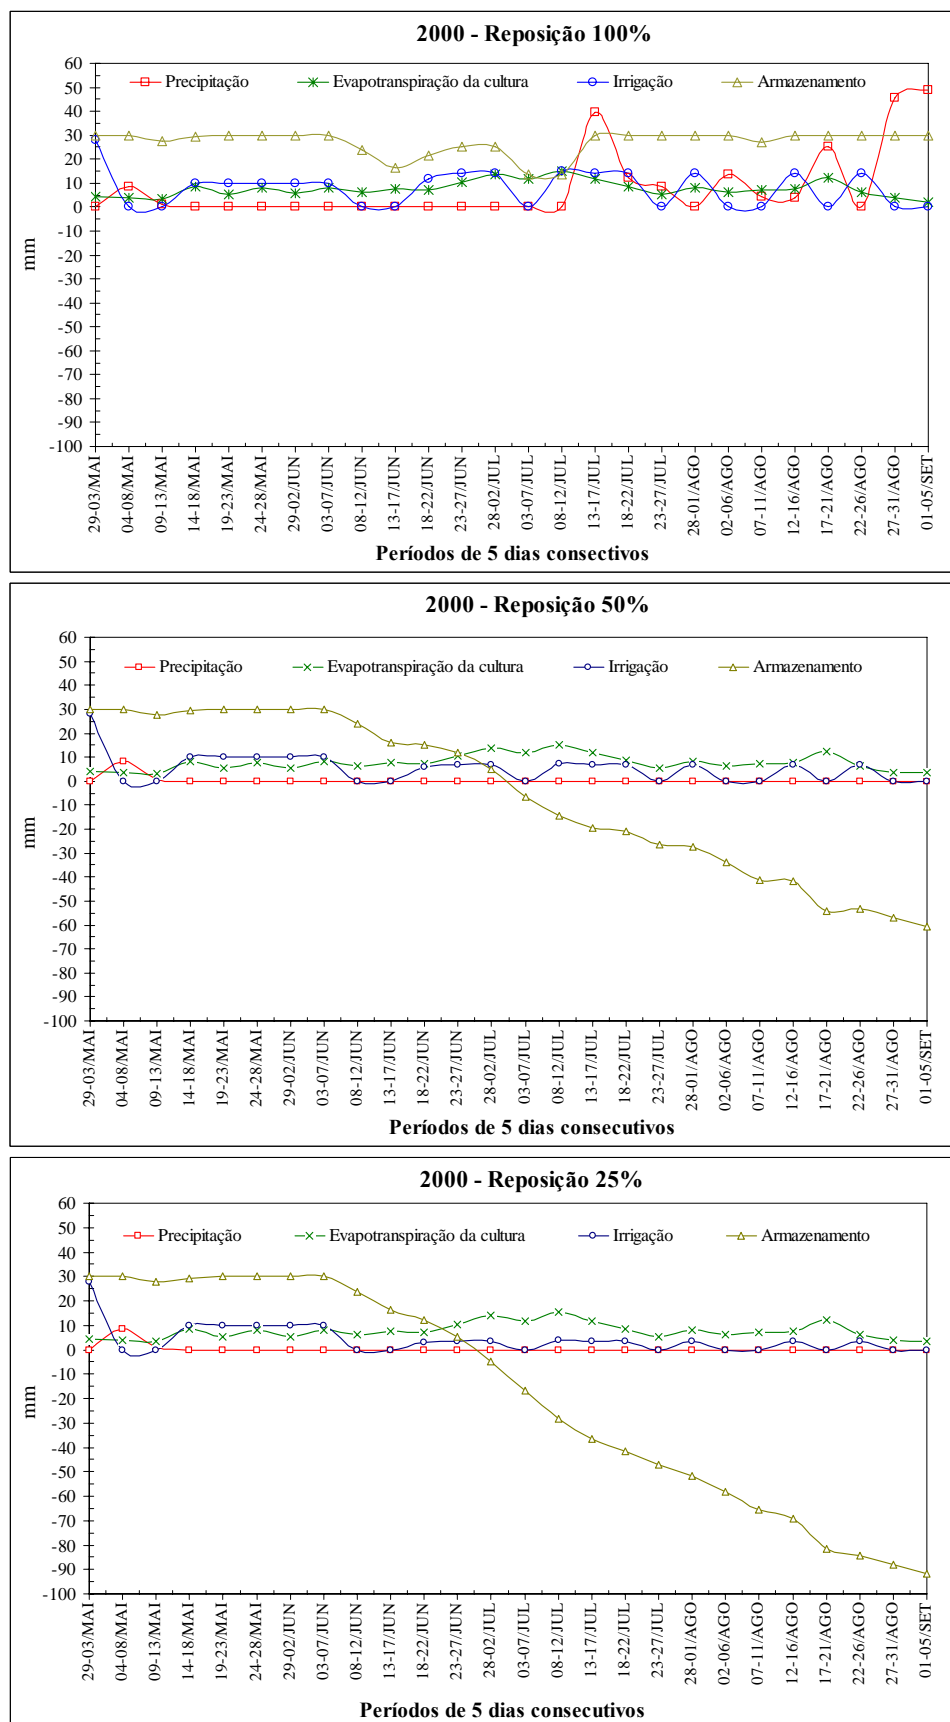 2000 - Reposição 100%
60
Precipitação Evapotranspiração da cultura Irrigação Armazenamento
50
40
30
20
10
0
-10
-20
-30
-40
-50
-60
-70
-80
-90
-100
mm
29-03/MAI
04-08/MAI
09-13/MAI
14-18/MAI
19-23/MAI
24-28/MAI
29-02/JUN
03-07/JUN
08-12/JUN
13-17/JUN
18-22/JUN
23-27/JUN
28-02/JUL
03-07/JUL
08-12/JUL
13-17/JUL
18-22/JUL
23-27/JUL
28-01/AGO
02-06/AGO
07-11/AGO
12-16/AGO
17-21/AGO
22-26/AGO
27-31/AGO
01-05/SET
Períodos de 5 dias consectivos
2000 - Reposição 50%
60
Precipitação Evapotranspiração da cultura Irrigação Armazenamento
50
40
30
20
10
0
-10
-20
-30
-40
-50
-60
-70
-80
-90
-100
mm
29-03/MAI
04-08/MAI
09-13/MAI
14-18/MAI
19-23/MAI
24-28/MAI
29-02/JUN
03-07/JUN
08-12/JUN
13-17/JUN
18-22/JUN
23-27/JUN
28-02/JUL
03-07/JUL
08-12/JUL
13-17/JUL
18-22/JUL
23-27/JUL
28-01/AGO
02-06/AGO
07-11/AGO
12-16/AGO
17-21/AGO
22-26/AGO
27-31/AGO
01-05/SET
Períodos de 5 dias consecutivos
2000 - Reposição 25%
60
Precipitação Evapotranspiração da cultura Irrigação Armazenamento
50
40
30
20
10
0
-10
-20
-30
-40
-50
-60
-70
-80
-90
-100
mm
29-03/MAI
04-08/MAI
09-13/MAI
14-18/MAI
19-23/MAI
24-28/MAI
29-02/JUN
03-07/JUN
08-12/JUN
13-17/JUN
18-22/JUN
23-27/JUN
28-02/JUL
03-07/JUL
08-12/JUL
13-17/JUL
18-22/JUL
23-27/JUL
28-01/AGO
02-06/AGO
07-11/AGO
12-16/AGO
17-21/AGO
22-26/AGO
27-31/AGO
01-05/SET
Períodos de 5 dias consecutivos